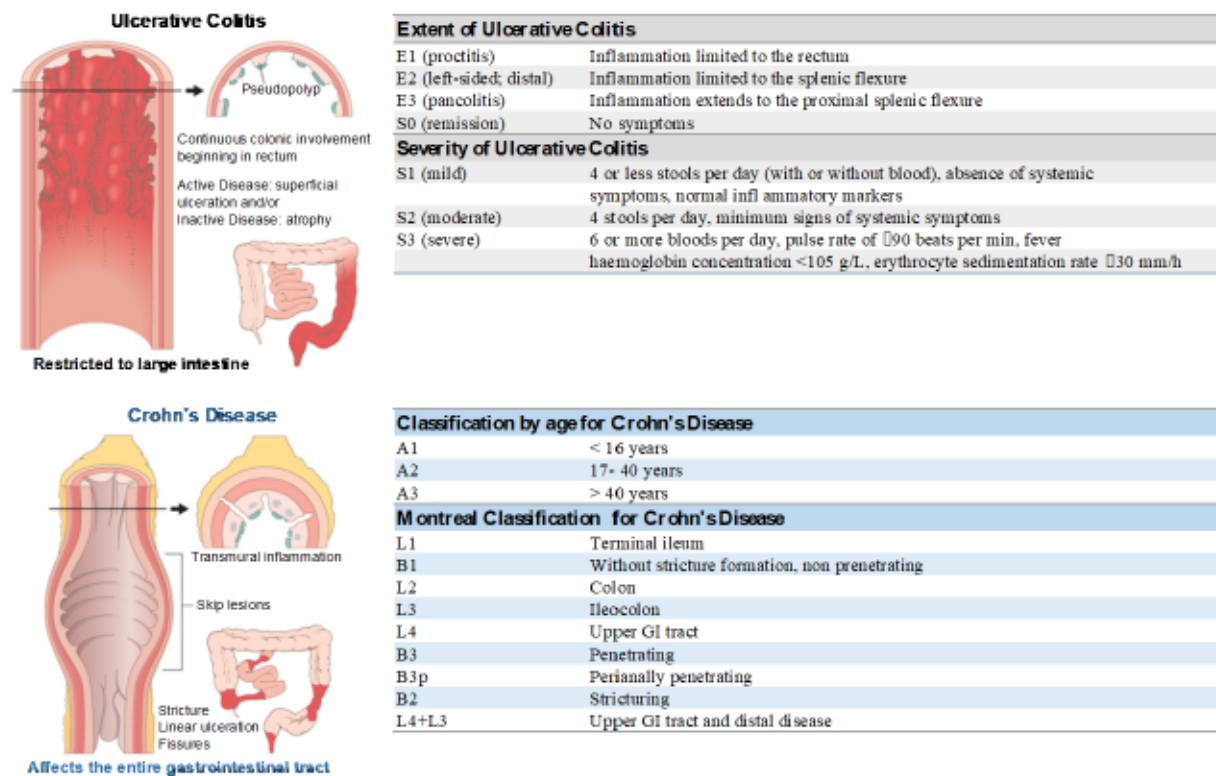 Ulcerative Colitis
Pseudopolyp
Continuous colonic involvement
beginning in rectum
Active Disease: superficial
ulceration and/or
Inactive Disease: atrophy
Restricted to large intestine
Extent of Ulcerative Colitis
E1 (proctitis) Inflammation limited to the rectum
E2 (left-sided; distal) Inflammation limited to the splenic flexure
E3 (pancolitis) Inflammation extends to the proximal splenic flexure
S0 (remission) No symptoms
Severity of Ulcerative Colitis
S1 (mild) 4 or less stools per day (with or without blood), absence of systemic
symptoms, normal infl ammatory markers
S2 (moderate) 4 stools per day, minimum signs of systemic symptoms
S3 (severe) 6 or more bloods per day, pulse rate of ▯90 beats per min, fever
haemoglobin concentration <105 g/L, erythrocyte sedimentation rate ▯30 mm/h
Crohn's Disease
Transmural inflammation
Skip lesions
Stricture
Linear ulceration
Fissures
Affects the entire gastrointestinal tract
Classification by age for Crohn's Disease
A1 < 16 years
A2 17- 40 years
A3 > 40 years
Montreal Classification for Crohn's Disease
L1 Terminal ileum
B1 Without stricture formation, non prenetrating
L2 Colon
L3 Ileocolon
L4 Upper GI tract
B3 Penetrating
B3p Perianally penetrating
B2 Stricturing
L4+L3 Upper GI tract and distal disease